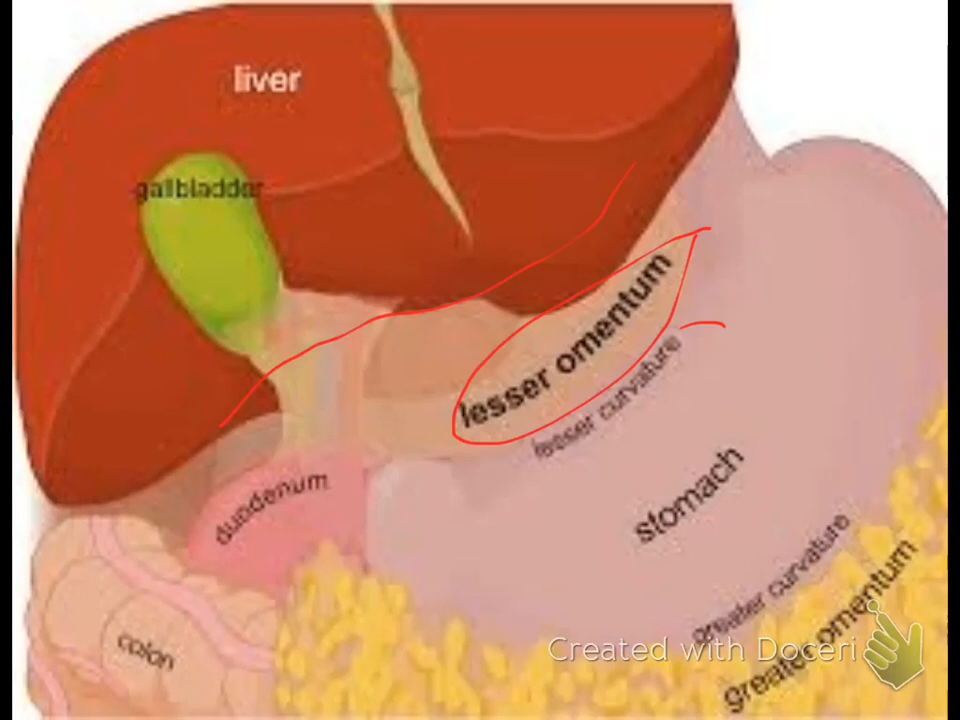 liver
gallbladder
lesser omentum
lesser curvature
duodenum
stomach
greater curvature
greater omentum
colon
Created with Doceri